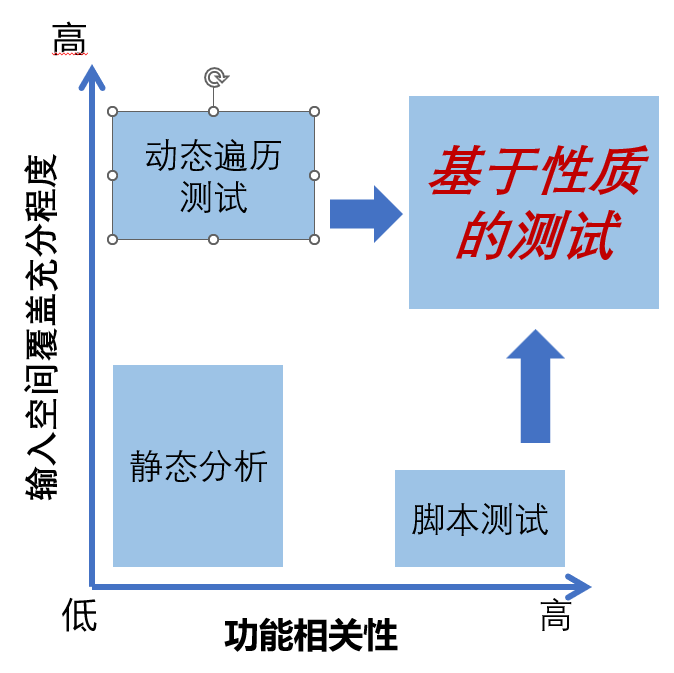 高
动态遍历
测试
基于性质
的测试
输入空间覆盖充分程度
静态分析
脚本测试
低
高
功能相关性